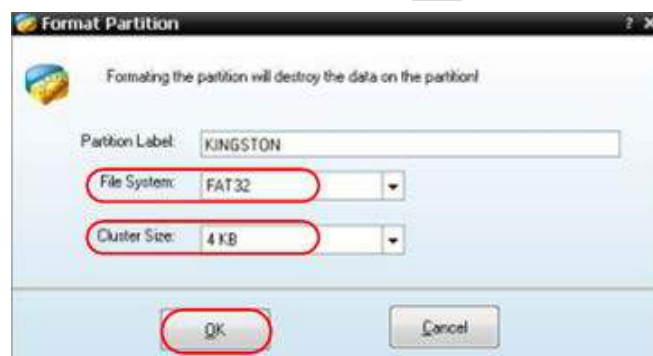 Format Partition
Formating the partition will destroy the data on the partition!
Partition Label: KINGSTON
File System: FAT32
Cluster Size: 4 KB
OK Cancel